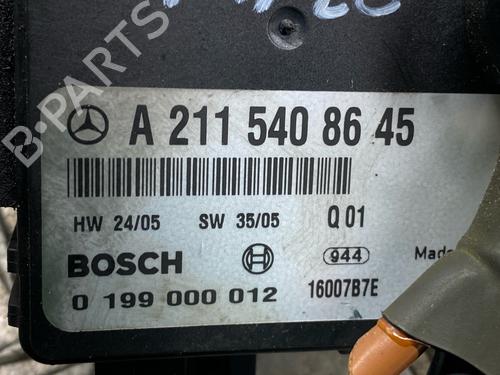 B-PARTS
A 211 540 86 45
HW 24/05 SW 35/05 Q 01
BOSCH 944 Made
0 199 000 012 16007B7E